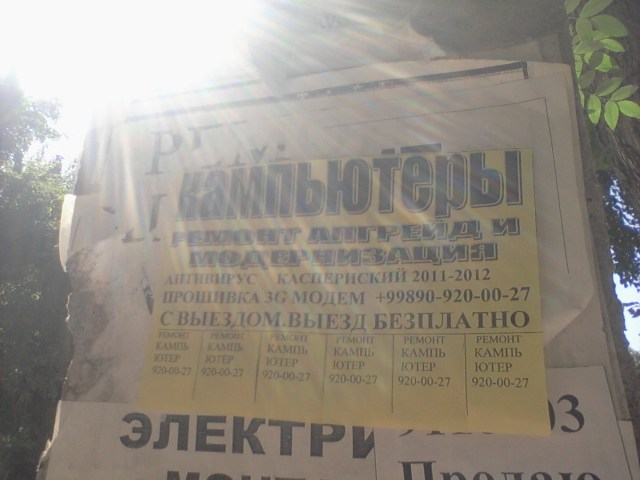 КАМПЬЮТЕРЫ
РЕМОНТ АПГРЕЙД И
МОДЕРНИЗАЦИЯ
АНТИВИРУС КАСПЕРИСКИЙ 2011-2012
ПРОШИВКА 3G МОДЕМ +99890-920-00-27
С ВЫЕЗДОМ.ВЫЕЗД БЕЗПЛАТНО
РЕМОНТ
КАМПЬ
ЮТЕР
920-00-27
РЕМОНТ
КАМПЬ
ЮТЕР
920-00-27
РЕМОНТ
КАМПЬ
ЮТЕР
920-00-27
РЕМОНТ
КАМПЬ
ЮТЕР
920-00-27
РЕМОНТ
КАМПЬ
ЮТЕР
920-00-27
РЕМОНТ
КАМПЬ
ЮТЕР
920-00-27
ЭЛЕКТРИ
Продаю